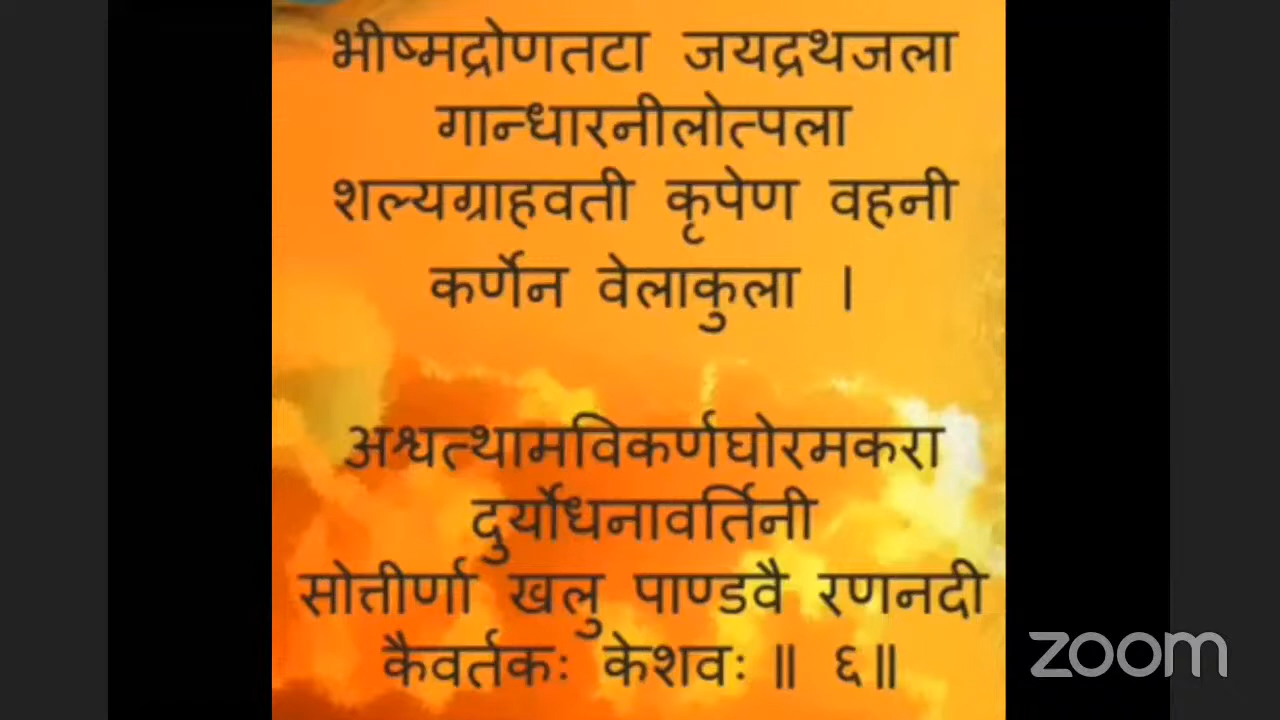 भीष्मद्रोणतटा जयद्रथजला
गान्धारनीलोत्पला
शल्यग्राहवती कृपेण वहनी
कर्णेन वेलाकुला ।
अश्वत्थामविकर्णघोरमकरा
दुर्योधनावर्तिनी
सोत्तीर्णा खलु पाण्डवै रणनदी
कैवर्तकः केशवः ॥ ६॥
zoom